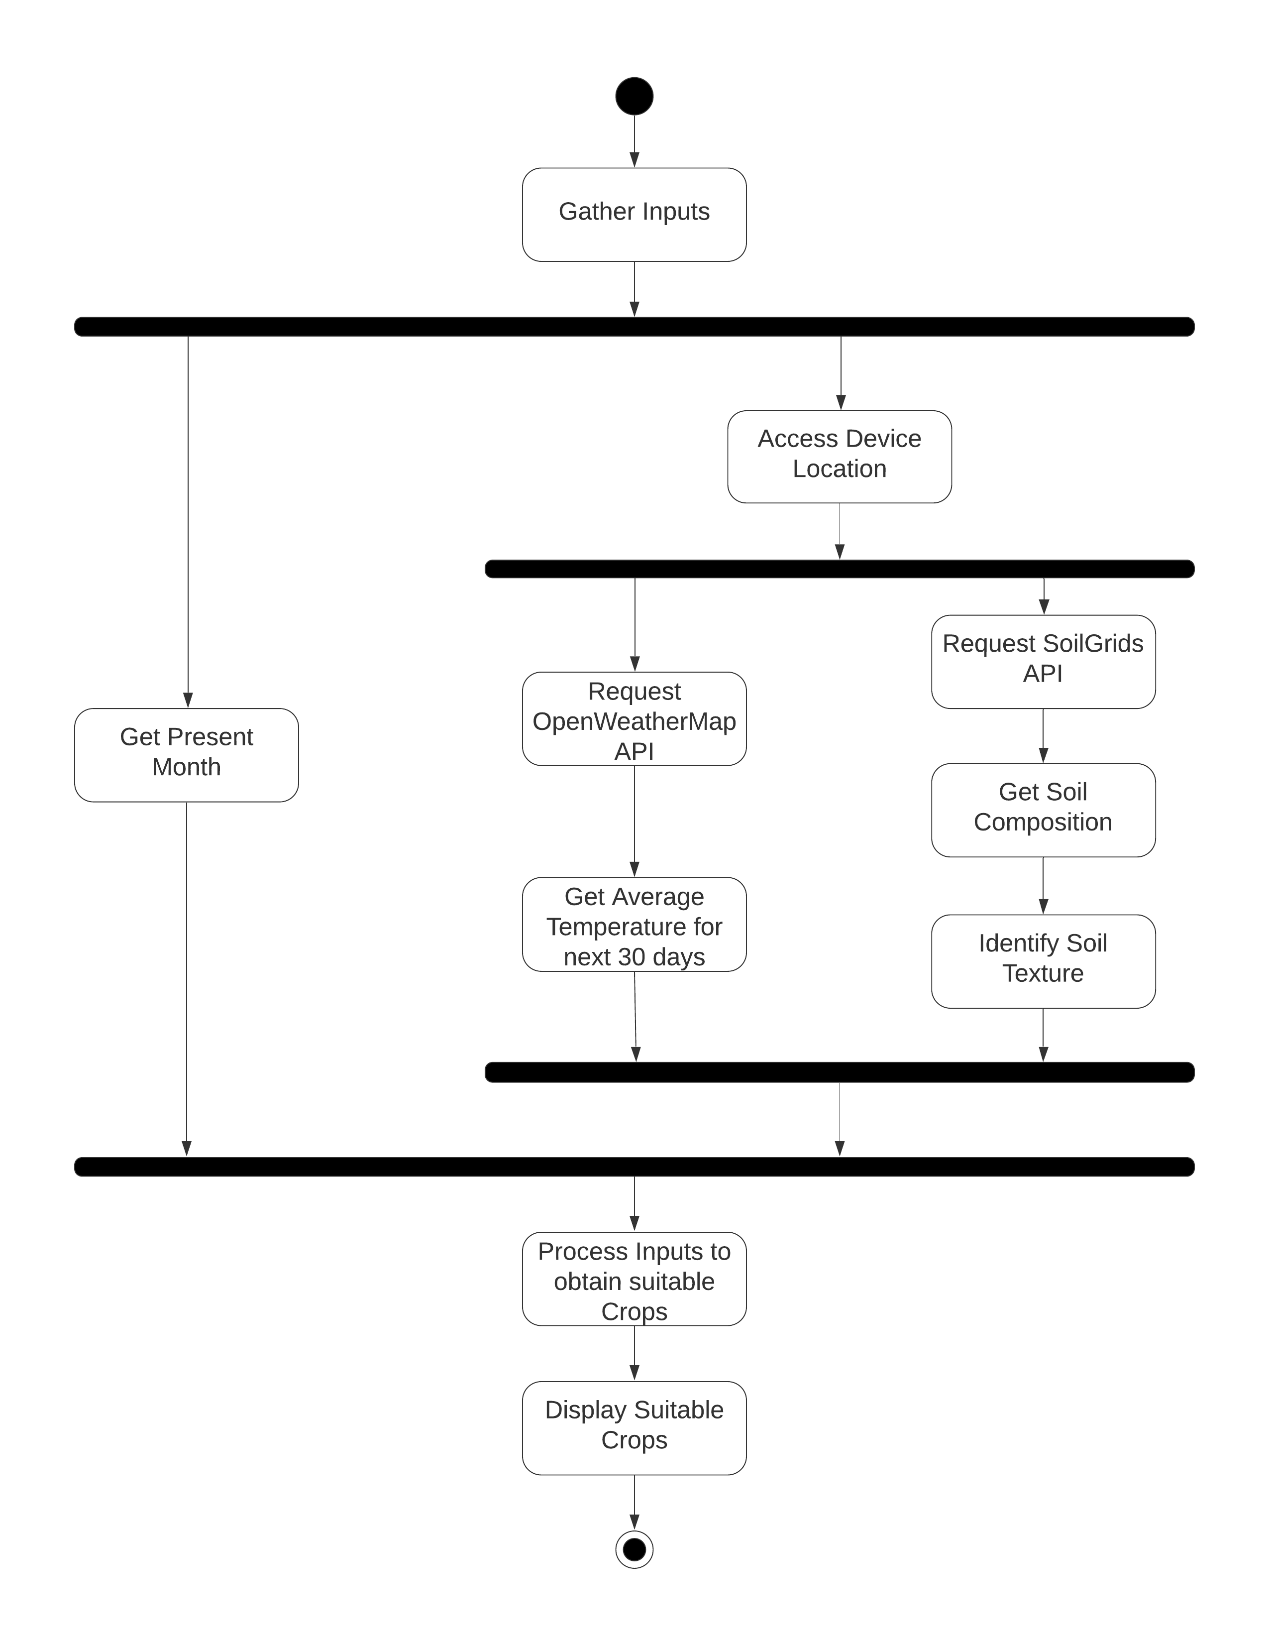 Gather Inputs
Access Device
Location
Request SoilGrids
API
Request
OpenWeatherMap
API
Get Present
Month
Get Soil
Composition
Get Average
Temperature for
next 30 days
Identify Soil
Texture
Process Inputs to
obtain suitable
Crops
Display Suitable
Crops